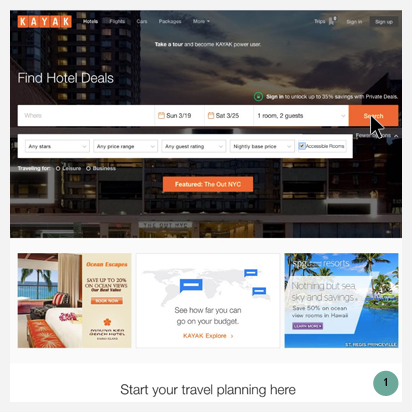 KAYAK
Hotels Flights Cars Packages More
Trips Sign in Sign up
Take a tour and become KAYAK power user.
Find Hotel Deals
Sign in to unlock up to 35% savings with Private Deals.
Where
Sun 3/19
Sat 3/25
1 room, 2 guests
Search
Any stars
Any price range
Any guest rating
Nightly base price
Accessible Rooms
Traveling for: Leisure Business
Featured: The Out NYC
THE OUT NYC
Ocean Escapes
SAVE UP TO 20%
ON OCEAN VIEWS
Our Best Value
BOOK NOW
MAUNA KEA
BEACH HOTEL
See how far you can
go on your budget.
KAYAK Explore
spg resorts
Nothing but sea,
sky and savings.
Save 50% on ocean
view rooms in Hawaii
LEARN MORE
ST. REGIS PRINCEVILLE
Start your travel planning here
1